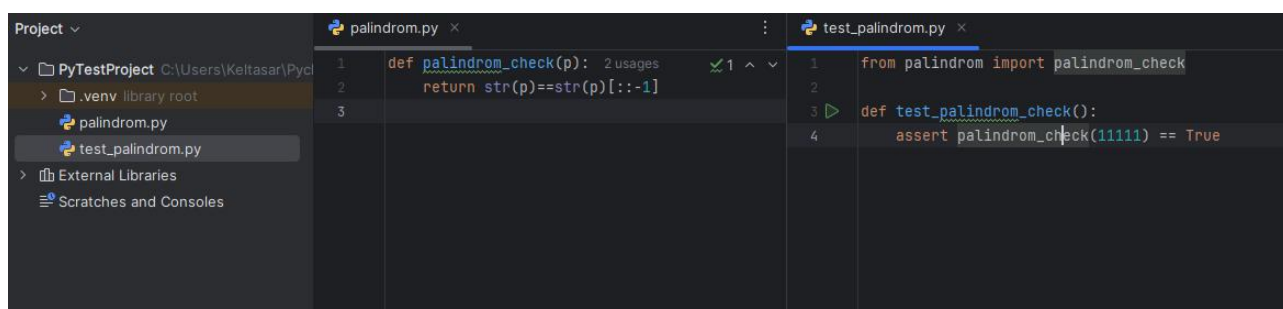 Project
PyTestProject C:\Users\Keltasar\Pyc
.venv library root
palindrom.py
test_palindrom.py
External Libraries
Scratches and Consoles
palindrom.py
1 def palindrom_check(p): 2 usages 1
2 return str(p)==str(p)[::-1]
3
test_palindrom.py
1 from palindrom import palindrom_check
2
3 def test_palindrom_check():
4 assert palindrom_check(11111) == True